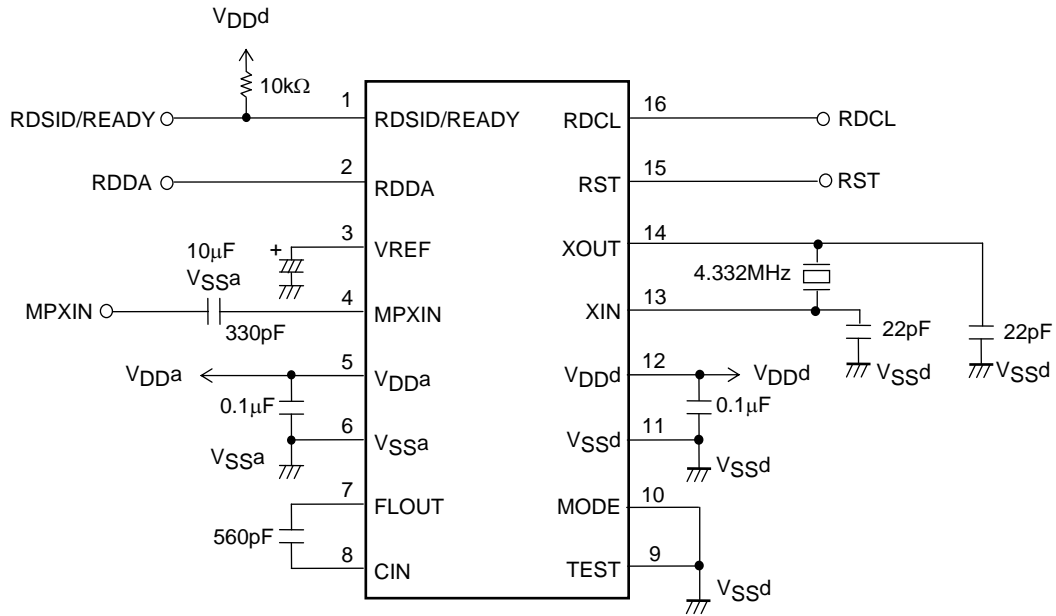 VDDd
10kΩ
1
16
RDSID/READY
RDSID/READY
RDCL
RDCL
2
15
RDDA
RDDA
RST
RST
3
14
10µF
+
VREF
XOUT
VSSa
4.332MHz
4
13
MPXIN
330pF
MPXIN
XIN
22pF
22pF
VSSd
VSSd
5
12
VDDa
VDDa
VDDd
VDDd
0.1µF
0.1µF
6
11
VSSa
VSSa
VSSd
VSSd
7
10
FLOUT
MODE
560pF
8
9
CIN
TEST
VSSd